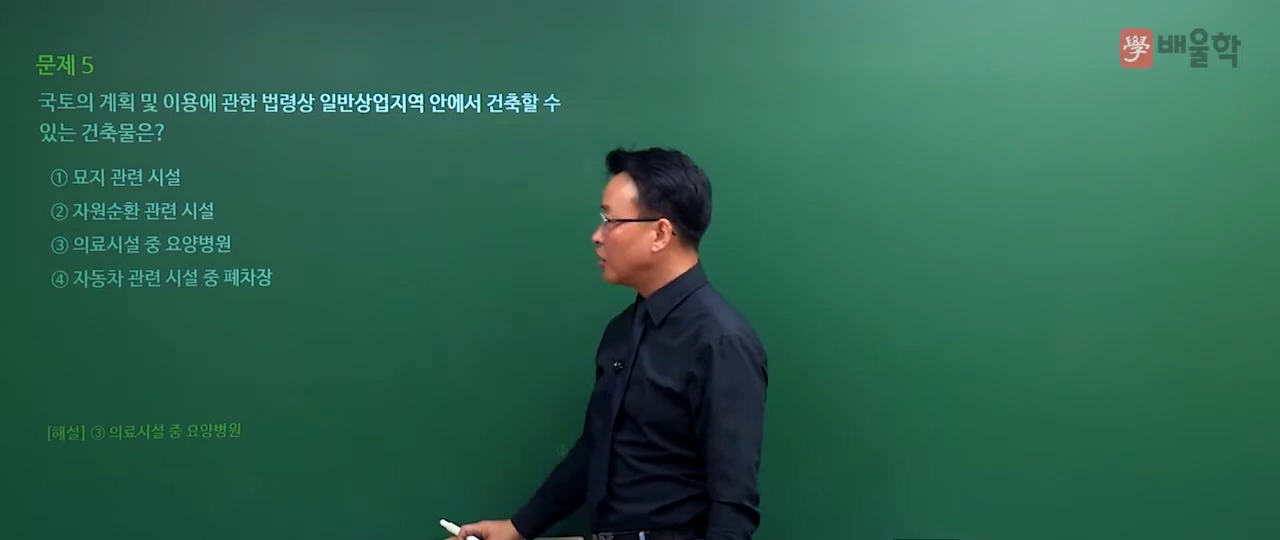 學 배울학
문제 5
국토의 계획 및 이용에 관한 법령상 일반상업지역 안에서 건축할 수
있는 건축물은?
① 묘지 관련 시설
② 자원순환 관련 시설
③ 의료시설 중 요양병원
④ 자동차 관련 시설 중 폐차장
[해설] ③ 의료시설 중 요양병원